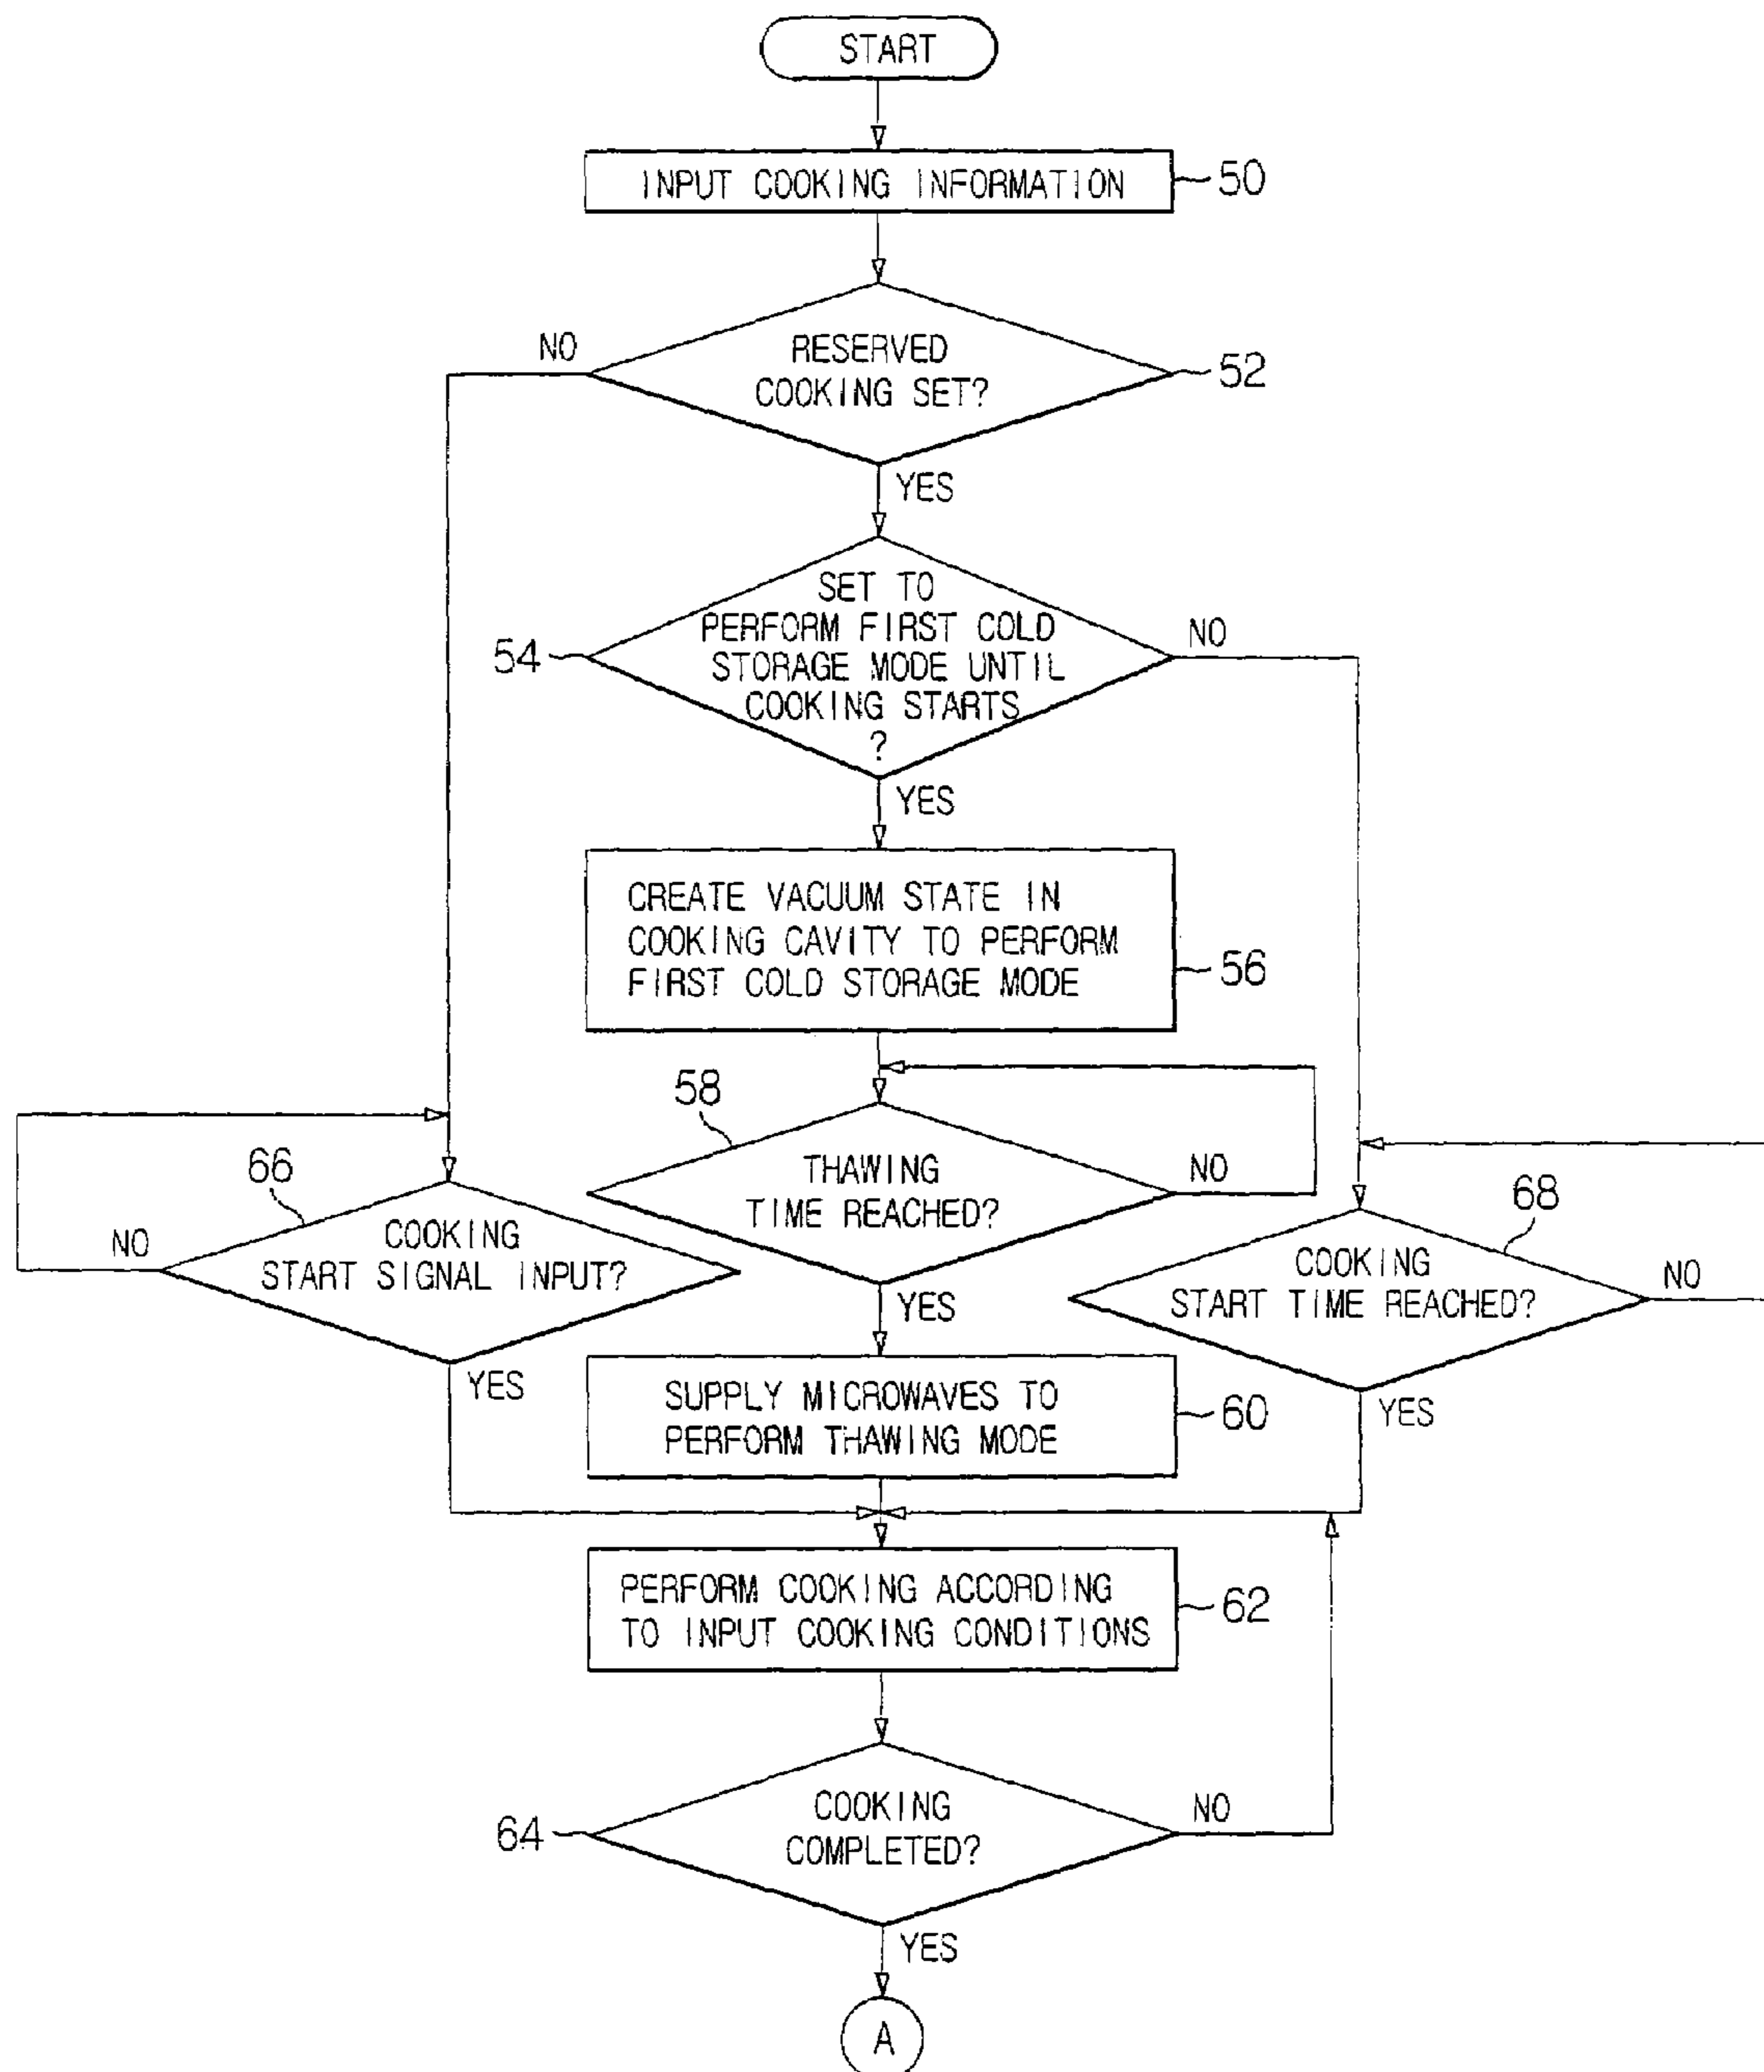 START
INPUT COOKING INFORMATION
50
RESERVED
COOKING SET?
52
NO
YES
SET TO
PERFORM FIRST COLD
STORAGE MODE UNTIL
COOKING STARTS
?
54
NO
YES
CREATE VACUUM STATE IN
COOKING CAVITY TO PERFORM
FIRST COLD STORAGE MODE
56
58
THAWING
TIME REACHED?
NO
YES
66
COOKING
START SIGNAL INPUT?
NO
YES
68
COOKING
START TIME REACHED?
NO
YES
SUPPLY MICROWAVES TO
PERFORM THAWING MODE
60
PERFORM COOKING ACCORDING
TO INPUT COOKING CONDITIONS
62
COOKING
COMPLETED?
64
NO
YES
A